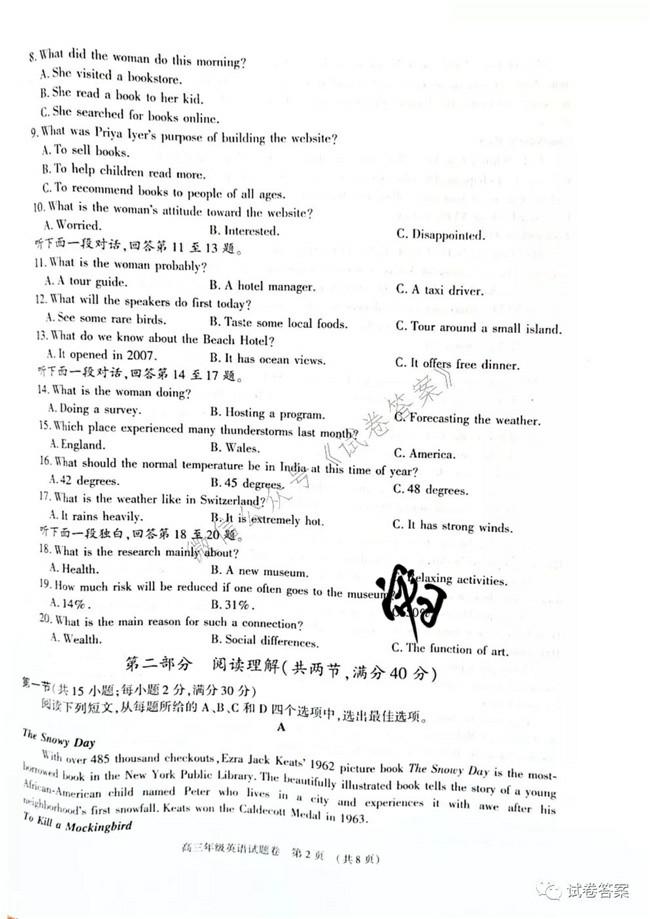 8. What did the woman do this morning?
A. She visited a bookstore.
B. She read a book to her kid.
C. She searched for books online.
9. What was Priya Iyer's purpose of building the website?
A. To sell books.
B. To help children read more.
C. To recommend books to people of all ages.
10. What is the woman's attitude toward the website?
A. Worried. B. Interested. C. Disappointed.
听下面一段对话,回答第 11 至 13 题。
11. What is the woman probably?
A. A tour guide. B. A hotel manager. C. A taxi driver.
12. What will the speakers do first today?
A. See some rare birds. B. Taste some local foods. C. Tour around a small island.
13. What do we know about the Beach Hotel?
A. It opened in 2007. B. It has ocean views. C. It offers free dinner.
听下面一段对话,回答第 14 至 17 题。
14. What is the woman doing?
A. Doing a survey. B. Hosting a program. C. Forecasting the weather.
15. Which place experienced many thunderstorms last month?
A. England. B. Wales. C. America.
16. What should the normal temperature be in India at this time of year?
A. 42 degrees. B. 45 degrees. C. 48 degrees.
17. What is the weather like in Switzerland?
A. It rains heavily. B. It is extremely hot. C. It has strong winds.
听下面一段独白,回答第 18 至 20 题。
18. What is the research mainly about?
A. Health. B. A new museum. C. Relaxing activities.
19. How much risk will be reduced if one often goes to the museum?
A. 14%. B. 31%. C. 50%
20. What is the main reason for such a connection?
A. Wealth. B. Social differences. C. The function of art.
第二部分 阅读理解(共两节,满分 40 分)
第一节(共 15 小题;每小题 2 分,满分 30 分)
阅读下列短文,从每题所给的 A、B、C 和 D 四个选项中,选出最佳选项。
A
The Snowy Day
With over 485 thousand checkouts, Ezra Jack Keats' 1962 picture book The Snowy Day is the most-
borrowed book in the New York Public Library. The beautifully illustrated book tells the story of a young
African-American child named Peter who lives in a city and experiences it with awe after his
neighborhood's first snowfall. Keats won the Caldecott Medal in 1963.
To Kill a Mockingbird
高三年级英语试题卷 第 2 页 (共 8 页)
微信公众号《试卷答案》
试卷答案